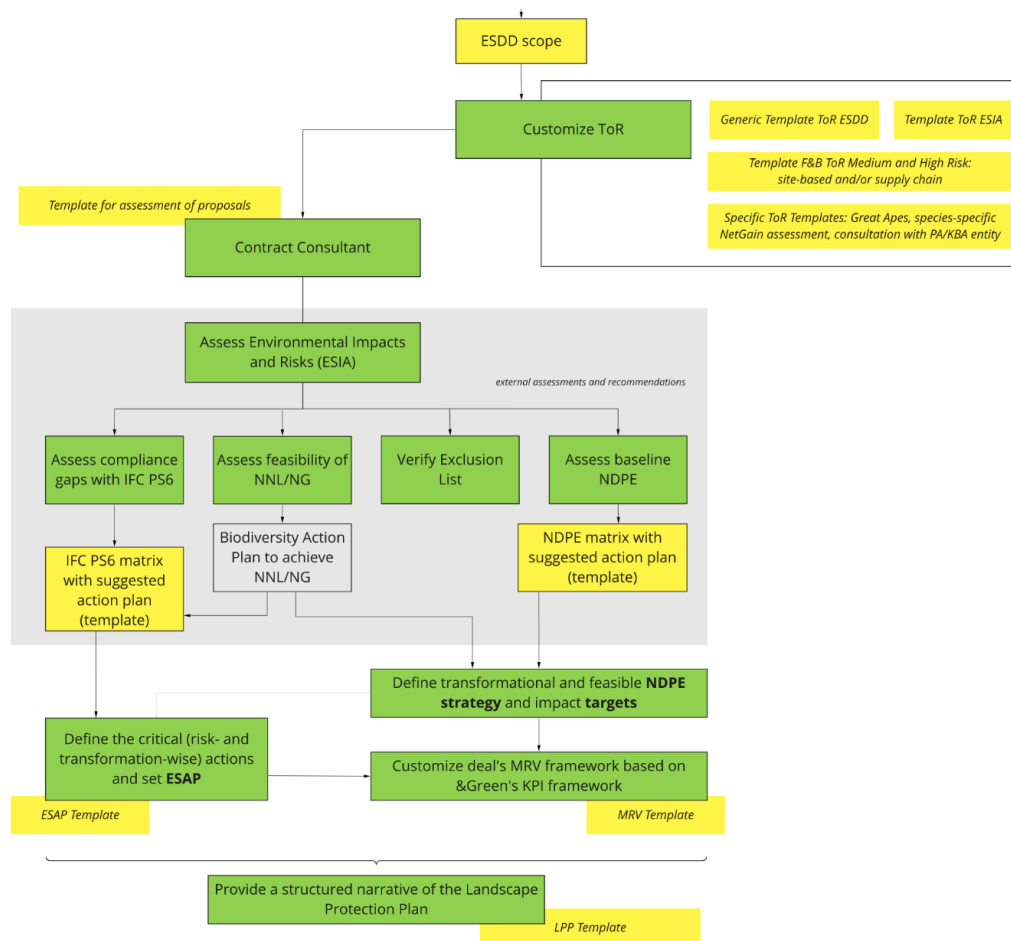 ESDD scope
Customize ToR
Generic Template ToR ESDD
Template ToR ESIA
Template F&B ToR Medium and High Risk:
site-based and/or supply chain
Specific ToR Templates: Great Apes, species-specific
NetGain assessment, consultation with PA/KBA entity
Template for assessment of proposals
Contract Consultant
Assess Environmental Impacts
and Risks (ESIA)
external assessments and recommendations
Assess compliance
gaps with IFC PS6
Assess feasibility of
NNL/NG
Verify Exclusion
List
Assess baseline
NDPE
IFC PS6 matrix
with suggested
action plan
(template)
Biodiversity Action
Plan to achieve
NNL/NG
NDPE matrix with
suggested action plan
(template)
Define transformational and feasible NDPE
strategy and impact targets
Define the critical (risk- and
transformation-wise) actions
and set ESAP
Customize deal's MRV framework based on
&Green's KPI framework
ESAP Template
MRV Template
Provide a structured narrative of the Landscape
Protection Plan
LPP Template